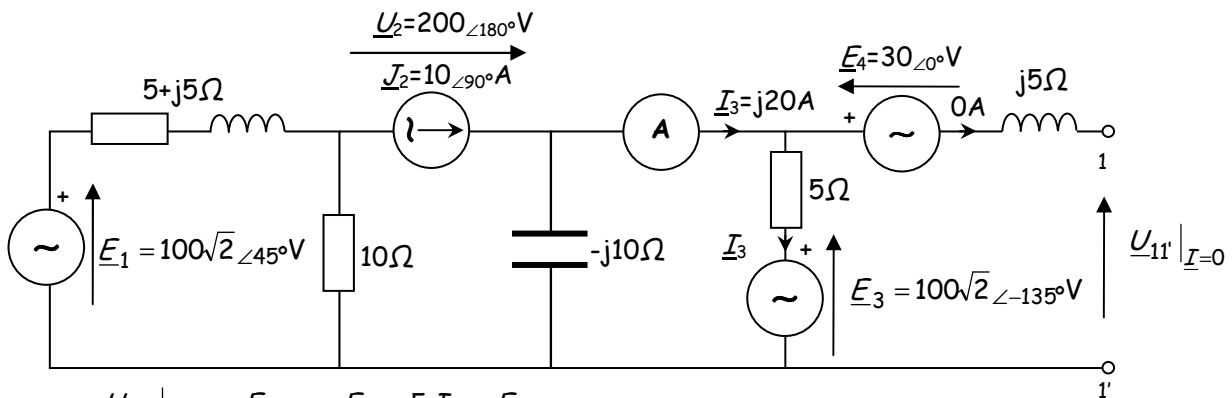 U₂=200∠180°V
J₂=10∠90°A
E₄=30∠0°V
5+j5Ω
I₃=j20A
0A
j5Ω
A
+
1
+
E₁ = 100√2∠45°V
10Ω
-j10Ω
5Ω
I₃
+
E₃ = 100√2∠-135°V
U₁₁'|I=0
1'